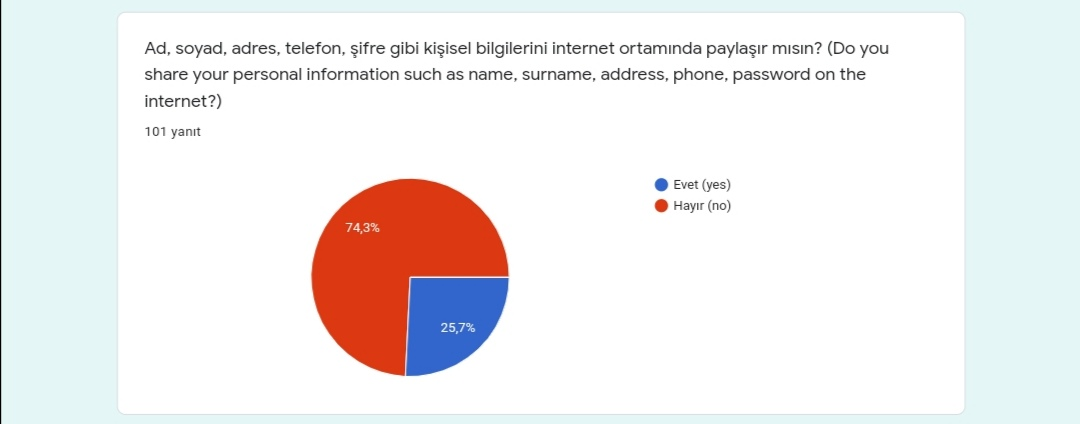 Ad, soyad, adres, telefon, şifre gibi kişisel bilgilerini internet ortamında paylaşır mısın? (Do you
share your personal information such as name, surname, address, phone, password on the
internet?)
101 yanıt
Evet (yes)
Hayır (no)
74,3%
25,7%